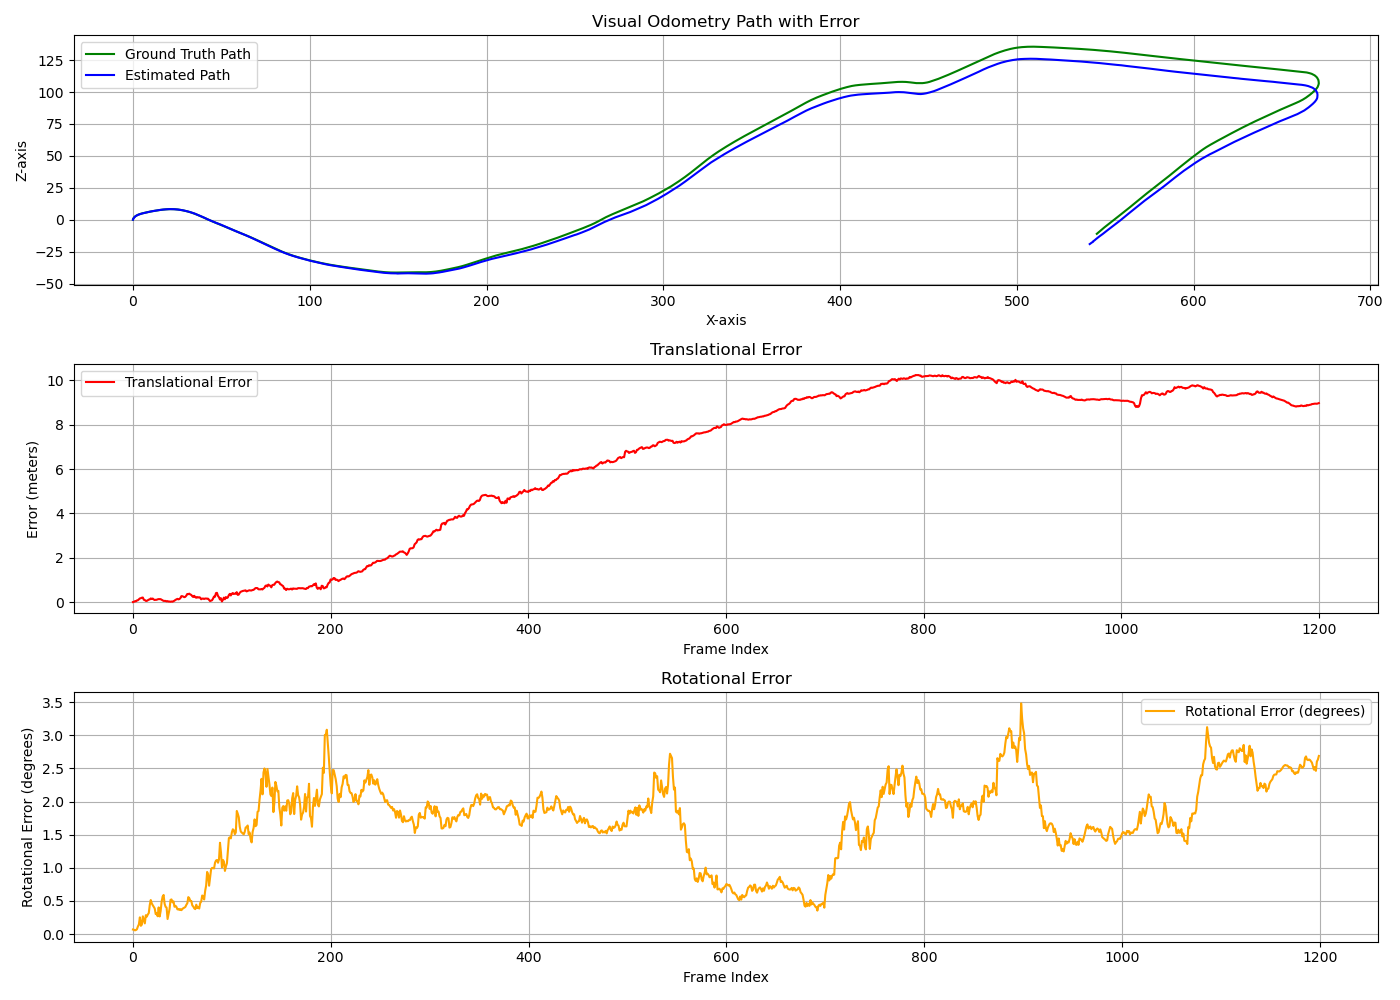 Visual Odometry Path with Error
Ground Truth Path
Estimated Path
Z-axis
125
100
75
50
25
0
−25
−50
0 100 200 300 400 500 600 700
X-axis
Translational Error
Translational Error
Error (meters)
10
8
6
4
2
0
0 200 400 600 800 1000 1200
Frame Index
Rotational Error
Rotational Error (degrees)
Rotational Error (degrees)
3.5
3.0
2.5
2.0
1.5
1.0
0.5
0.0
0 200 400 600 800 1000 1200
Frame Index